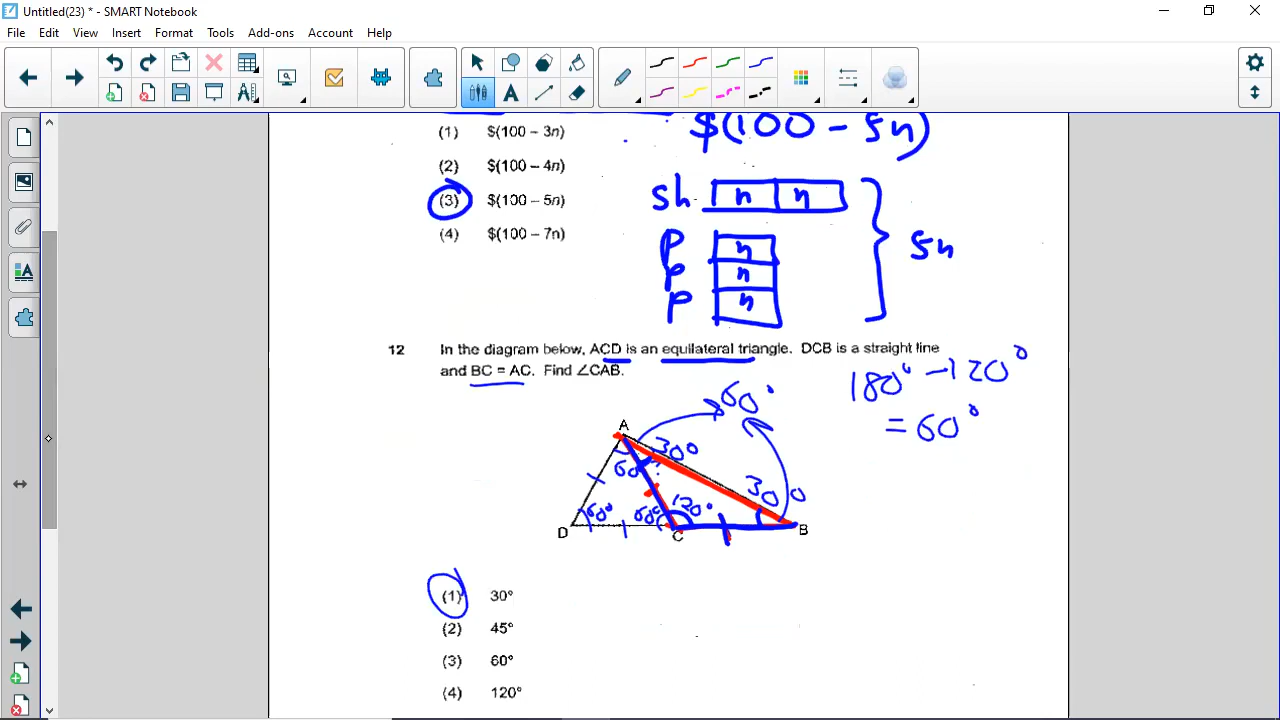 Untitled(23) * - SMART Notebook
File Edit View Insert Format Tools Add-ons Account Help
$(100 - 5n)
(1) $(100 – 3n)
(2) $(100 – 4n)
(3) $(100 – 5n)
(4) $(100 – 7n)
sh n n
p n
p n
p n
5n
12 In the diagram below, ACD is an equilateral triangle. DCB is a straight line
and BC = AC. Find ∠CAB.
180° - 120°
= 60°
60°
A
30°
60°
?
30°
60° 60° 120°
D C B
(1) 30°
(2) 45°
(3) 60°
(4) 120°